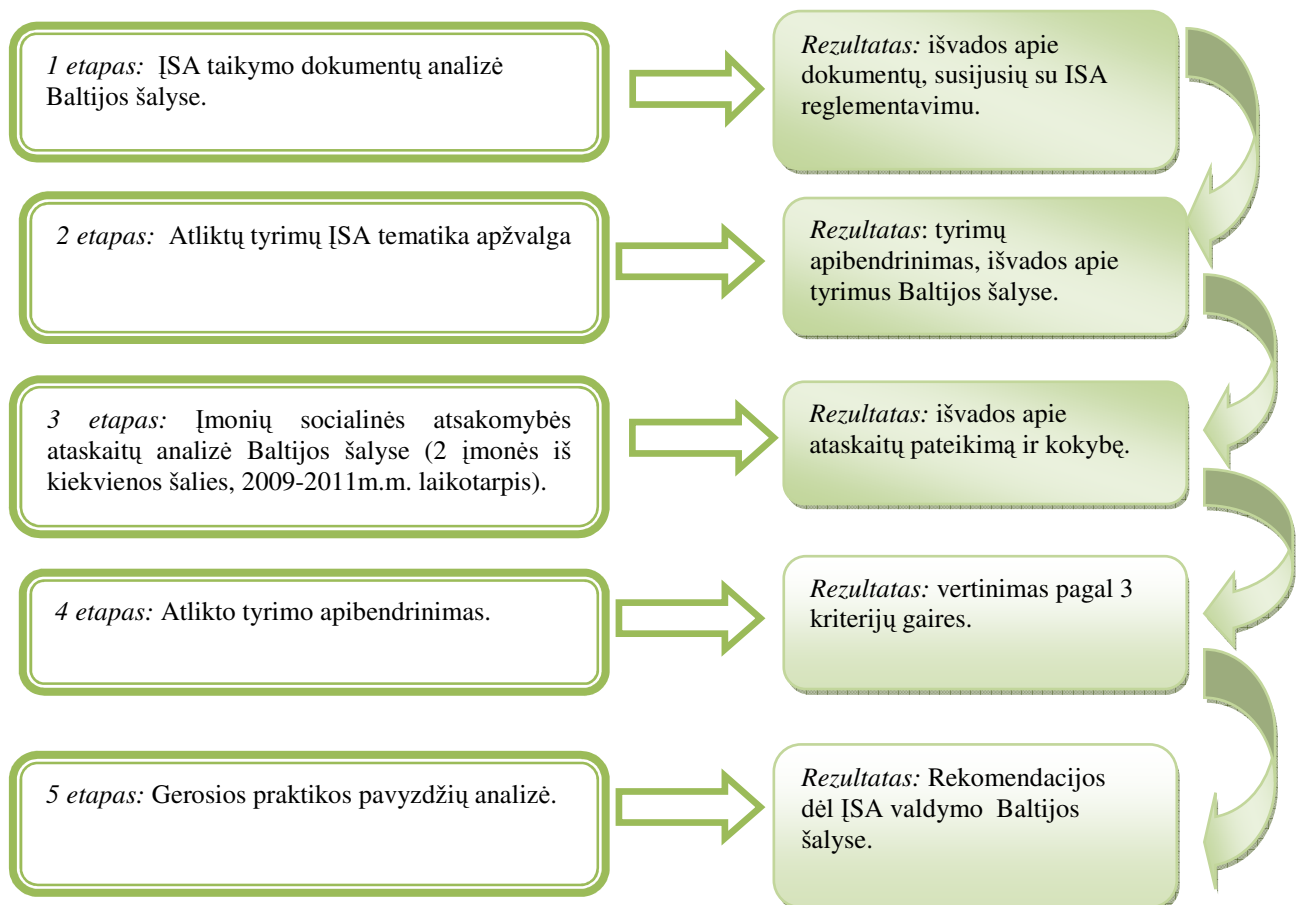 1 etapas: ĮSA taikymo dokumentų analizė
Baltijos šalyse.
Rezultatas: išvados apie
dokumentų, susijusių su ISA
reglementavimu.
2 etapas: Atliktų tyrimų ĮSA tematika apžvalga
Rezultatas: tyrimų
apibendrinimas, išvados apie
tyrimus Baltijos šalyse.
3 etapas: Įmonių socialinės atsakomybės
ataskaitų analizė Baltijos šalyse (2 įmonės iš
kiekvienos šalies, 2009-2011m.m. laikotarpis).
Rezultatas: išvados apie
ataskaitų pateikimą ir kokybę.
4 etapas: Atlikto tyrimo apibendrinimas.
Rezultatas: vertinimas pagal 3
kriterijų gaires.
5 etapas: Gerosios praktikos pavyzdžių analizė.
Rezultatas: Rekomendacijos
dėl ĮSA valdymo Baltijos
šalyse.